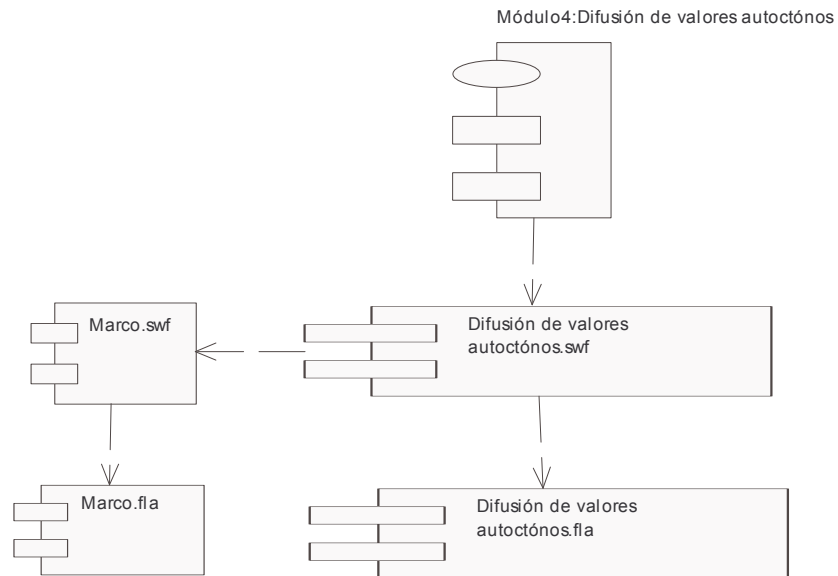 Módulo4:Difusión de valores autoctónos
Marco.swf
Difusión de valores
autoctónos.swf
Marco.fla
Difusión de valores
autoctónos.fla